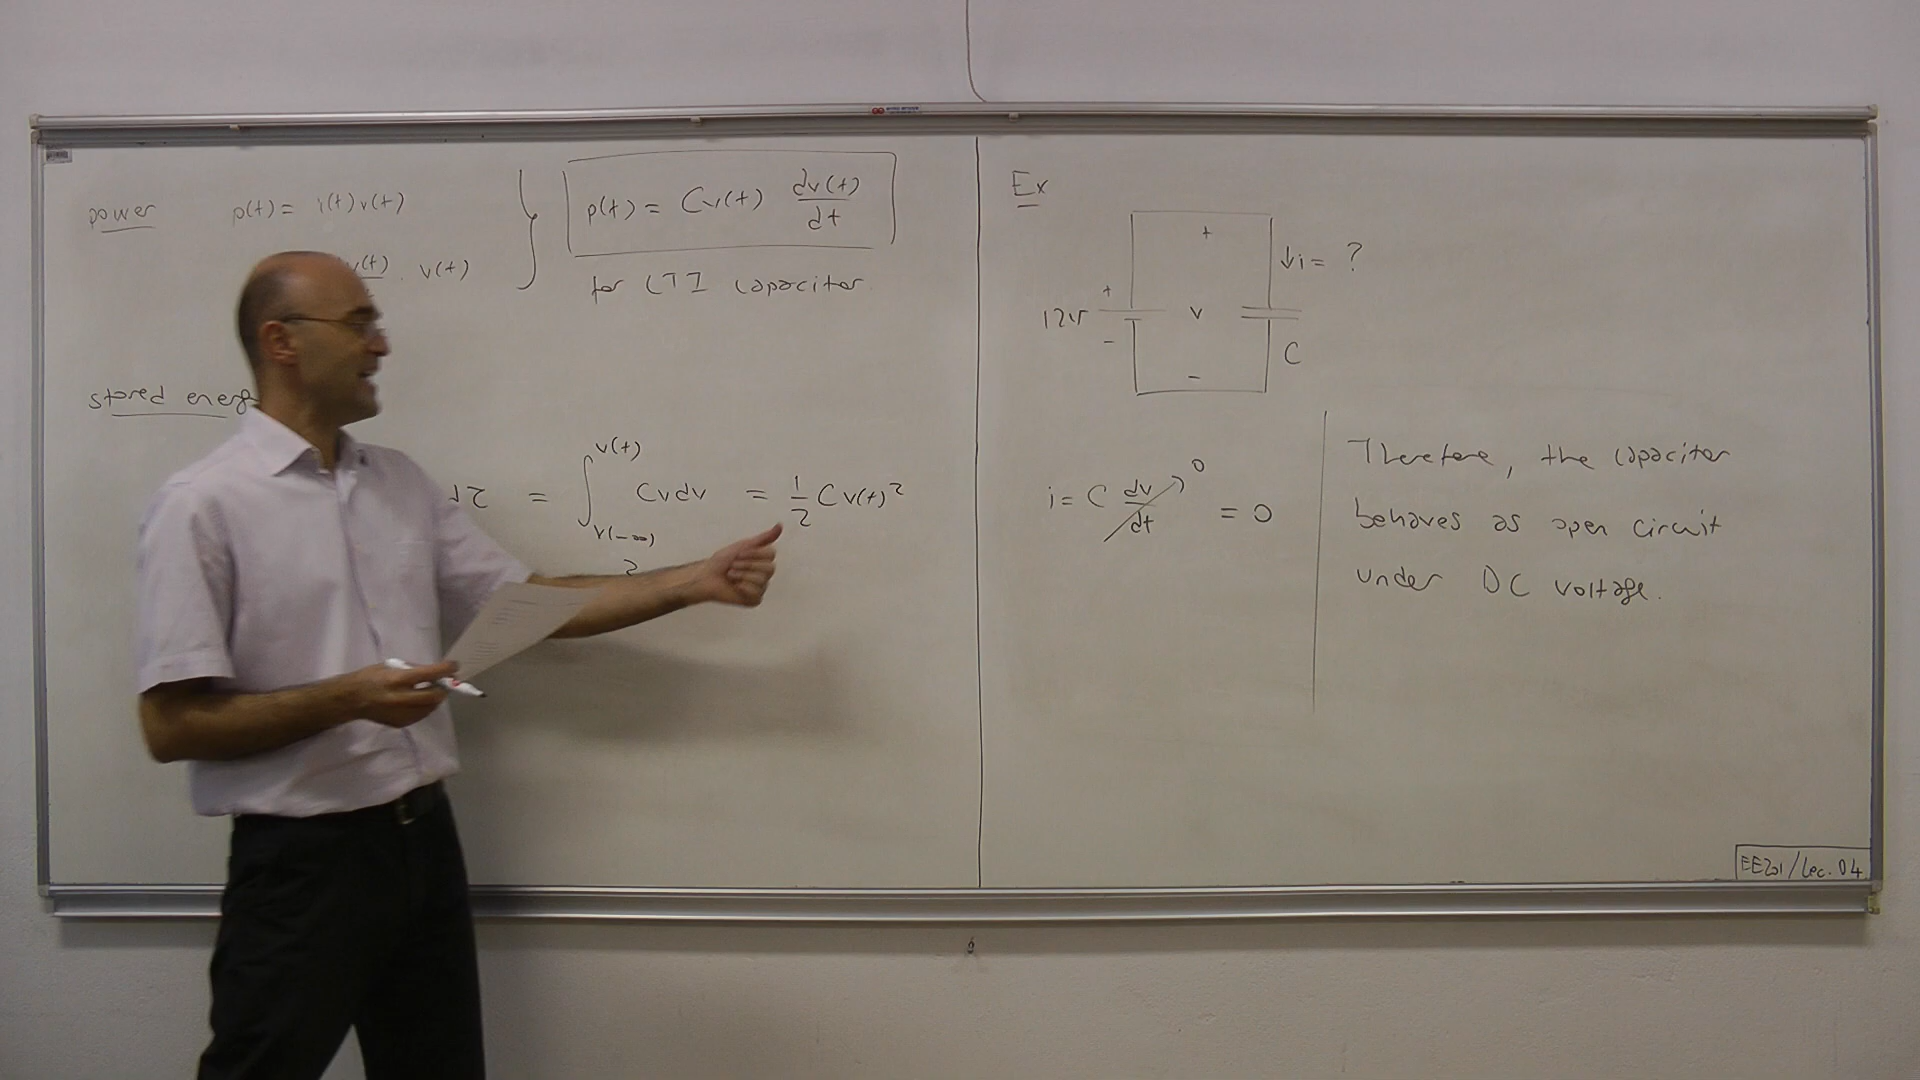 power p(t) = i(t)v(t)
v(t) . v(t)
p(t) = Cv(t) dv(t)/dt
for LTI capacitor
stored energ
dτ = ∫ v(t) v(-∞) Cvdv = 1/2 Cv(t)²
Ex
+
↓i = ?
+
12v
v
-
C
-
i = C dv/dt 0 = 0
Therefore, the capacitor
behaves as open circuit
under DC voltage.
EE201/Lec. 04